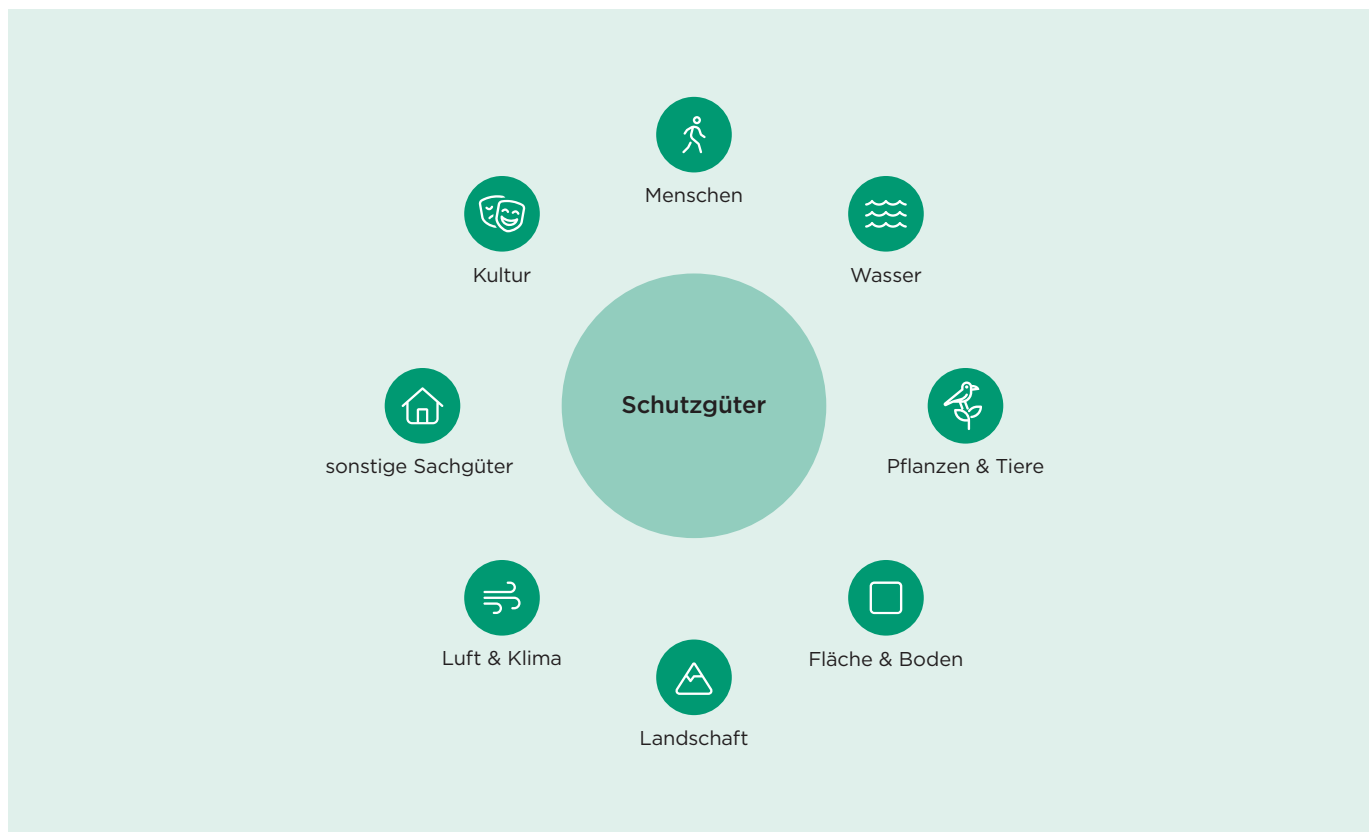 Menschen
Kultur
Wasser
Schutzgüter
sonstige Sachgüter
Pflanzen & Tiere
Luft & Klima
Fläche & Boden
Landschaft